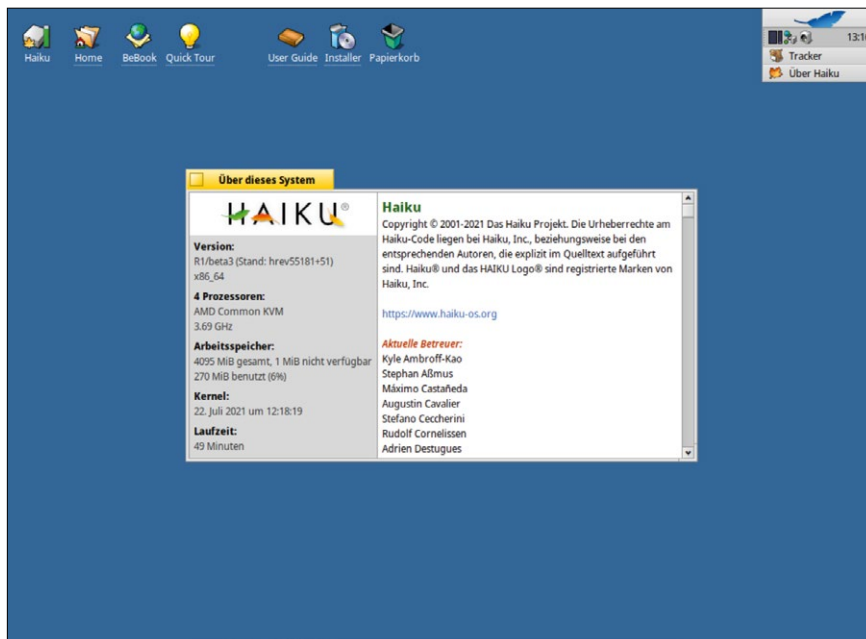 Haiku
Home
BeBook
Quick Tour
User Guide
Installer
Papierkorb
Tracker
Über Haiku
Über dieses System
HAIKU®
Version:
R1/beta3 (Stand: hrev55181+51)
x86_64
4 Prozessoren:
AMD Common KVM
3.69 GHz
Arbeitsspeicher:
4095 MiB gesamt, 1 MiB nicht verfügbar
270 MiB benutzt (6%)
Kernel:
22. Juli 2021 um 12:18:19
Laufzeit:
49 Minuten
Haiku
Copyright © 2001-2021 Das Haiku Projekt. Die Urheberrechte am
Haiku-Code liegen bei Haiku, Inc., beziehungsweise bei den
entsprechenden Autoren, die explizit im Quelltext aufgeführt
sind. Haiku® und das HAIKU Logo® sind registrierte Marken von
Haiku, Inc.
https://www.haiku-os.org
Aktuelle Betreuer:
Kyle Ambroff-Kao
Stephan Aßmus
Máximo Castañeda
Augustin Cavalier
Stefano Ceccherini
Rudolf Cornelissen
Adrien Destugues